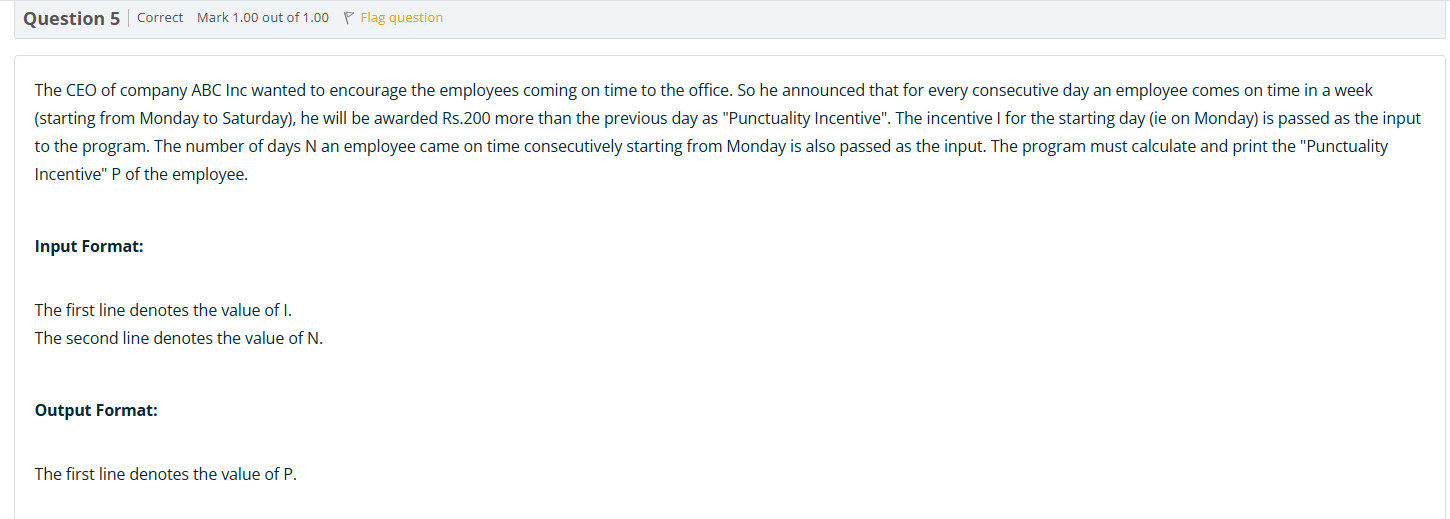 Question 5 Correct Mark 1.00 out of 1.00 Flag question
The CEO of company ABC Inc wanted to encourage the employees coming on time to the office. So he announced that for every consecutive day an employee comes on time in a week
(starting from Monday to Saturday), he will be awarded Rs.200 more than the previous day as "Punctuality Incentive". The incentive I for the starting day (ie on Monday) is passed as the input
to the program. The number of days N an employee came on time consecutively starting from Monday is also passed as the input. The program must calculate and print the "Punctuality
Incentive" P of the employee.
Input Format:
The first line denotes the value of I.
The second line denotes the value of N.
Output Format:
The first line denotes the value of P.